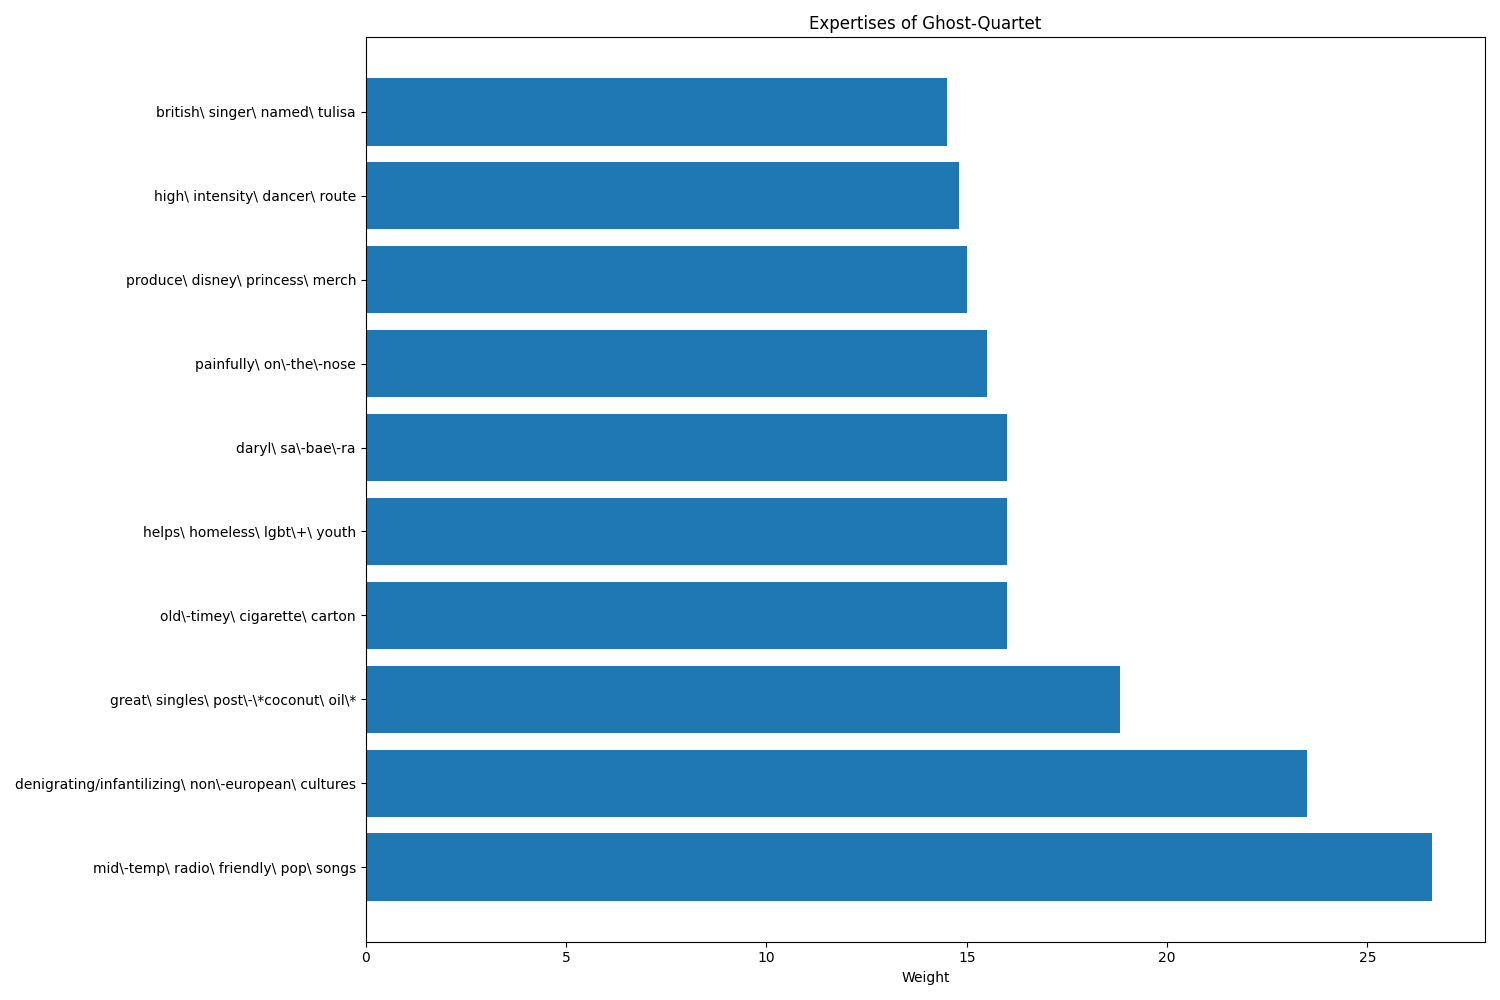 Expertises of Ghost-Quartet
british\ singer\ named\ tulisa
high\ intensity\ dancer\ route
produce\ disney\ princess\ merch
painfully\ on\-the\-nose
daryl\ sa\-bae\-ra
helps\ homeless\ lgbt\+\ youth
old\-timey\ cigarette\ carton
great\ singles\ post\-\*coconut\ oil\*
denigrating/infantilizing\ non\-european\ cultures
mid\-temp\ radio\ friendly\ pop\ songs
0 5 10 15 20 25
Weight